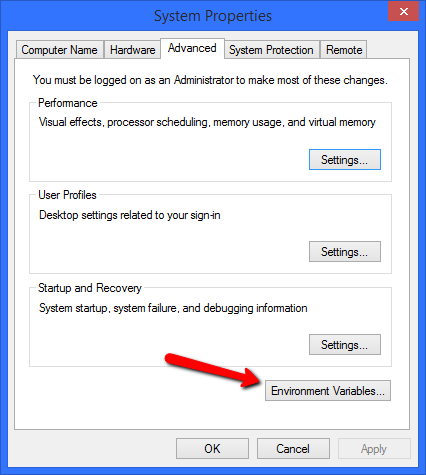 System Properties
Computer Name Hardware Advanced System Protection Remote
You must be logged on as an Administrator to make most of these changes.
Performance
Visual effects, processor scheduling, memory usage, and virtual memory
Settings...
User Profiles
Desktop settings related to your sign-in
Settings...
Startup and Recovery
System startup, system failure, and debugging information
Settings...
Environment Variables...
OK Cancel Apply